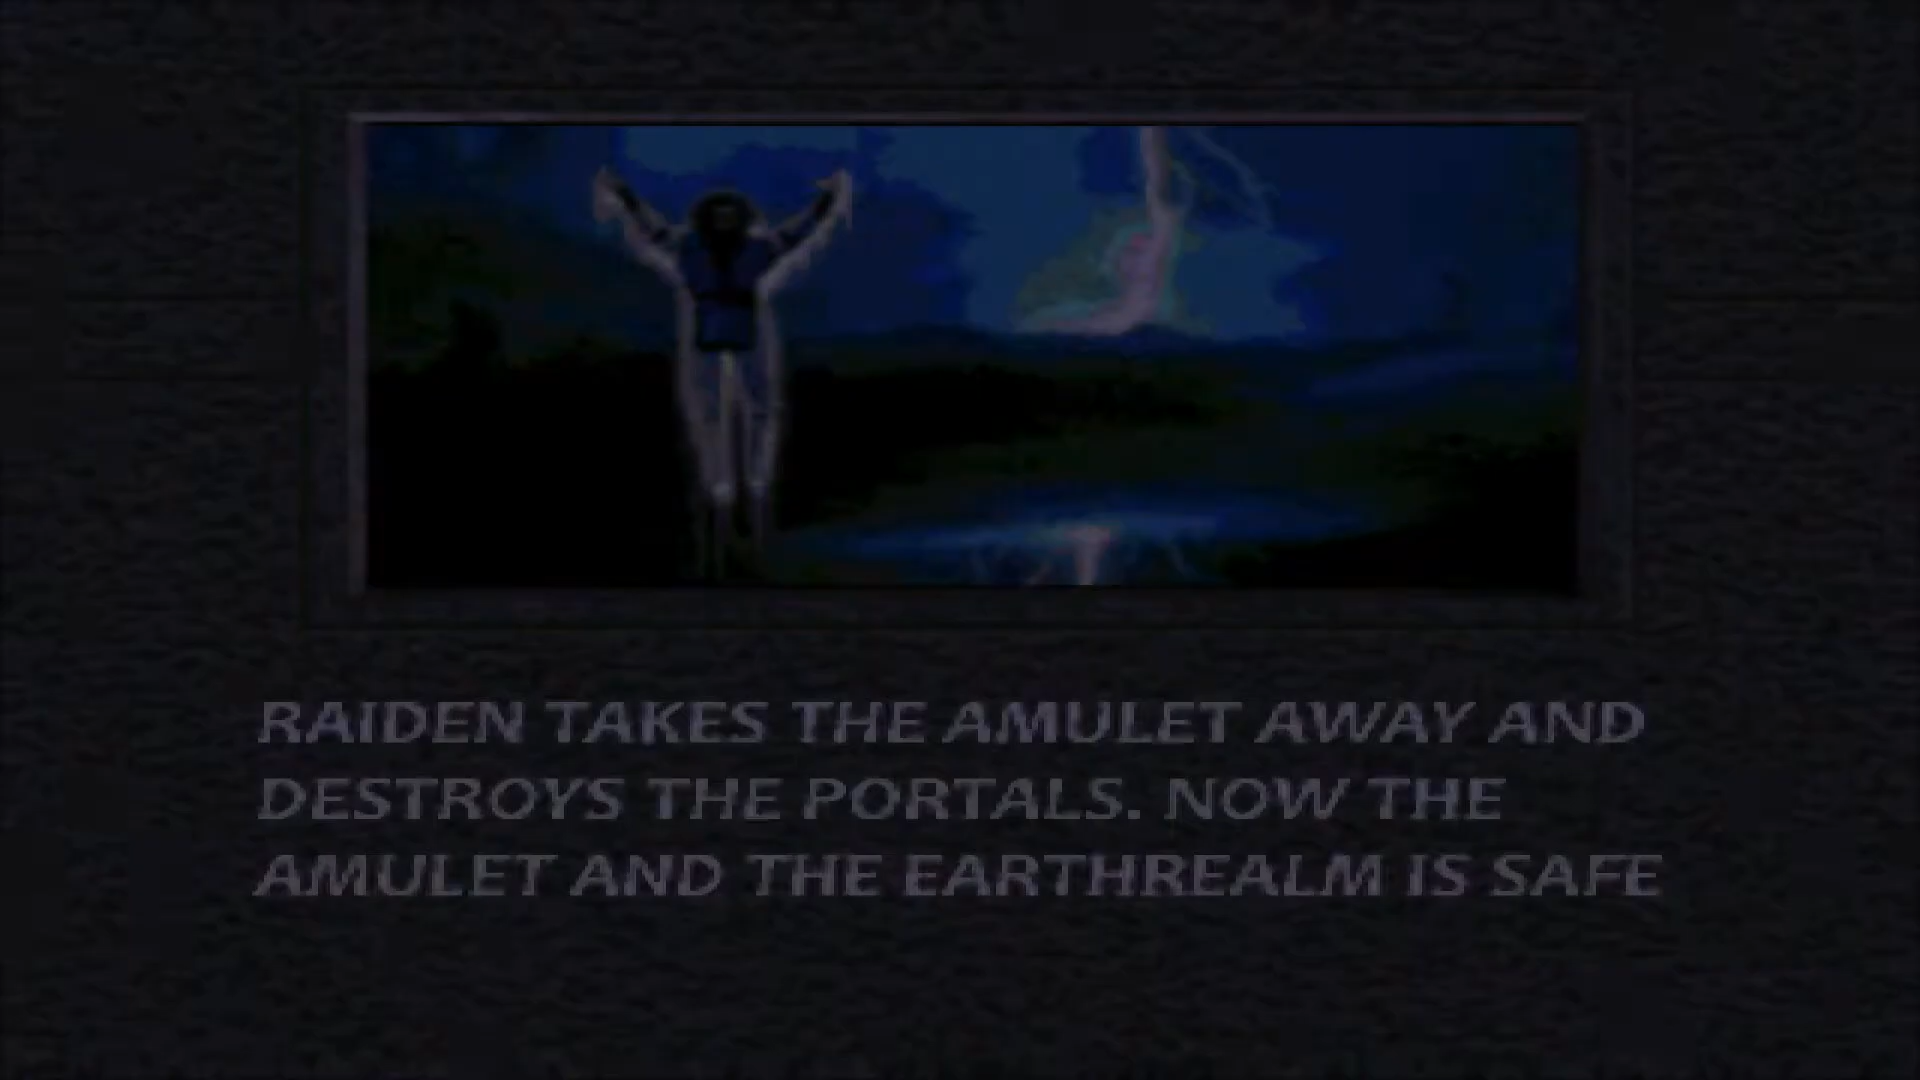 RAIDEN TAKES THE AMULET AWAY AND
DESTROYS THE PORTALS. NOW THE
AMULET AND THE EARTHREALM IS SAFE